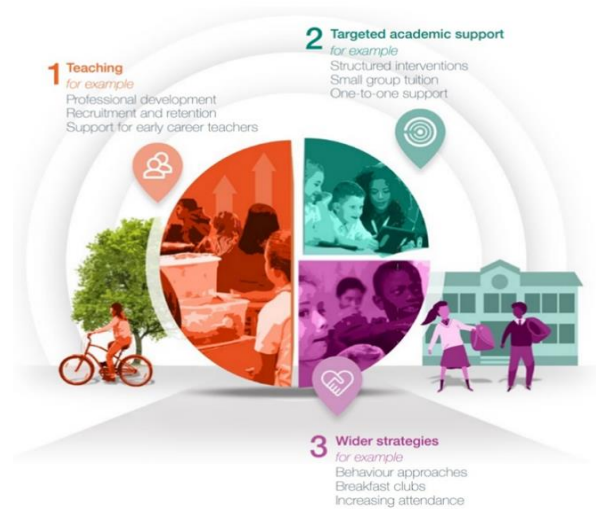 1 Teaching
for example
Professional development
Recruitment and retention
Support for early career teachers
2 Targeted academic support
for example
Structured interventions
Small group tuition
One-to-one support
3 Wider strategies
for example
Behaviour approaches
Breakfast clubs
Increasing attendance